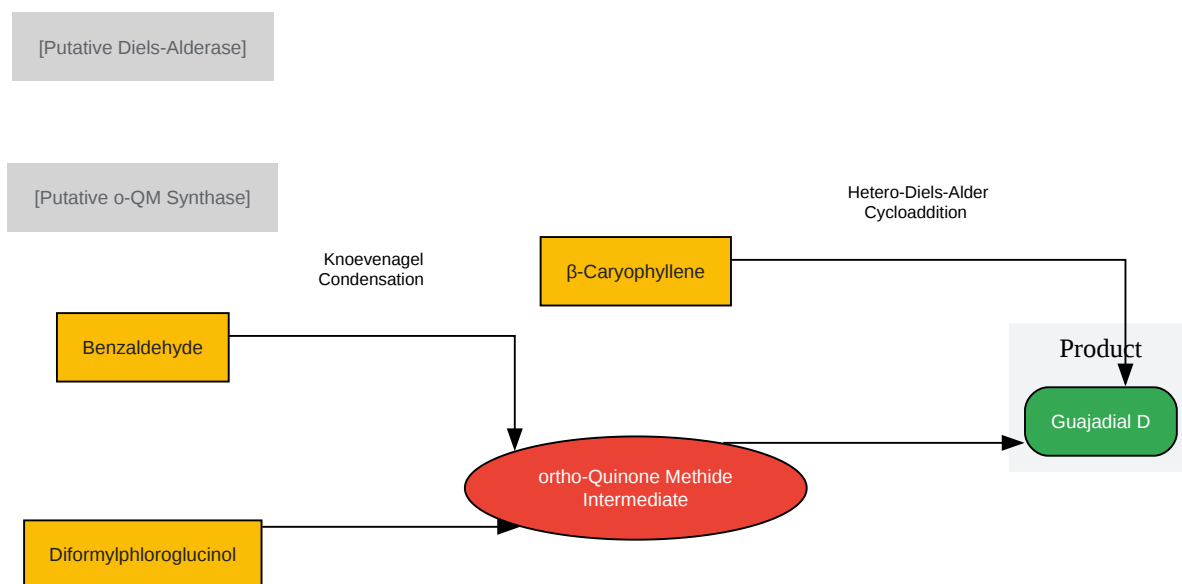 [Putative Diels-Alderase]
[Putative o-QM Synthase]
Hetero-Diels-Alder
Cycloaddition
Knoevenagel
Condensation
β-Caryophyllene
Benzaldehyde
Product
Guajadial D
ortho-Quinone Methide
Intermediate
Diformylphloroglucinol